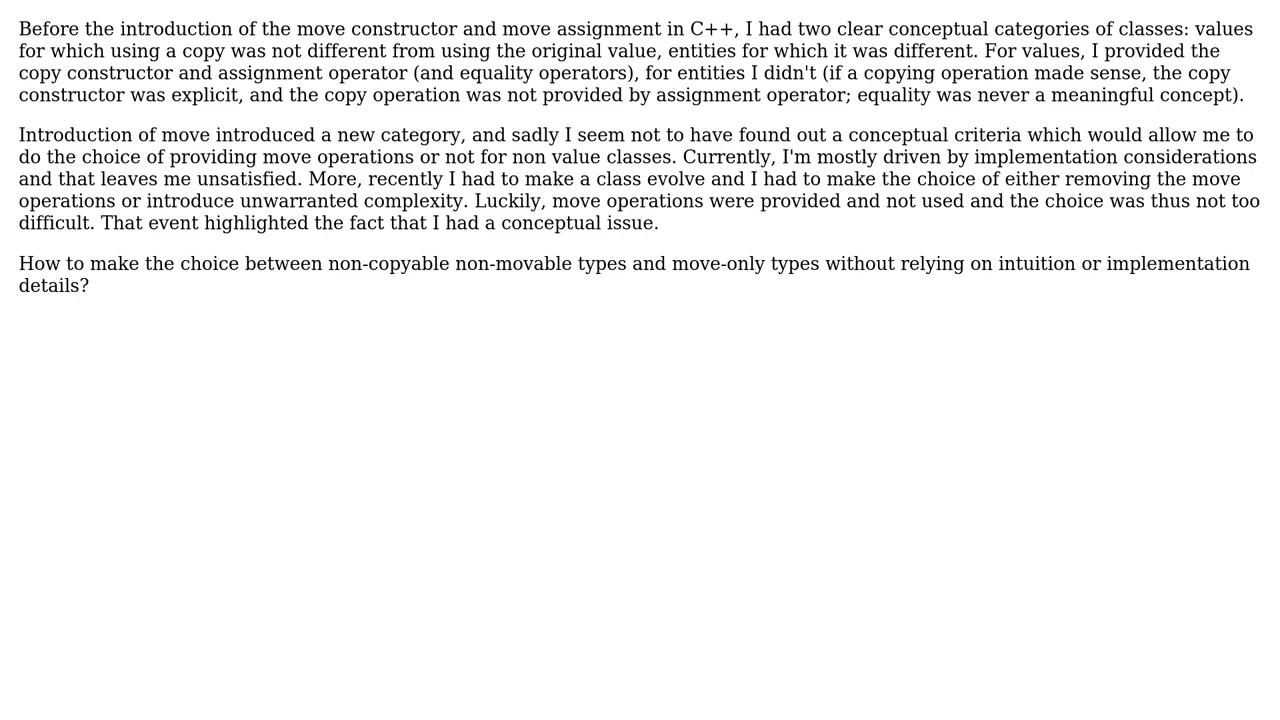 Before the introduction of the move constructor and move assignment in C++, I had two clear conceptual categories of classes: values
for which using a copy was not different from using the original value, entities for which it was different. For values, I provided the
copy constructor and assignment operator (and equality operators), for entities I didn't (if a copying operation made sense, the copy
constructor was explicit, and the copy operation was not provided by assignment operator; equality was never a meaningful concept).
Introduction of move introduced a new category, and sadly I seem not to have found out a conceptual criteria which would allow me to
do the choice of providing move operations or not for non value classes. Currently, I'm mostly driven by implementation considerations
and that leaves me unsatisfied. More, recently I had to make a class evolve and I had to make the choice of either removing the move
operations or introduce unwarranted complexity. Luckily, move operations were provided and not used and the choice was thus not too
difficult. That event highlighted the fact that I had a conceptual issue.
How to make the choice between non-copyable non-movable types and move-only types without relying on intuition or implementation
details?